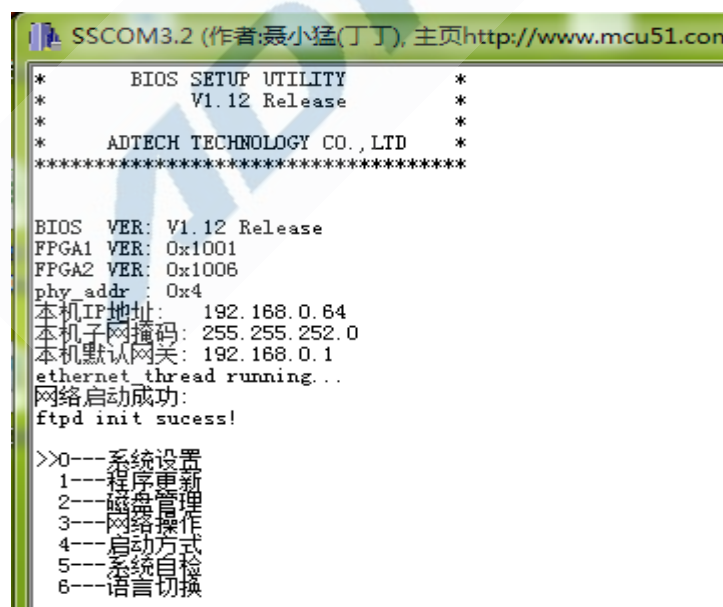 SSCOM3.2 (作者:聂小猛(丁丁), 主页http://www.mcu51.com
* BIOS SETUP UTILITY *
* V1.12 Release *
* *
* ADTECH TECHNOLOGY CO.,LTD *
************************************
BIOS VER: V1.12 Release
FPGA1 VER: 0x1001
FPGA2 VER: 0x1006
phy_addr : 0x4
本机IP地址: 192.168.0.64
本机子网掩码: 255.255.252.0
本机默认网关: 192.168.0.1
ethernet_thread running...
网络启动成功:
ftpd init sucess!
>>0---系统设置
1---程序更新
2---磁盘管理
3---网络操作
4---启动方式
5---系统自检
6---语言切换